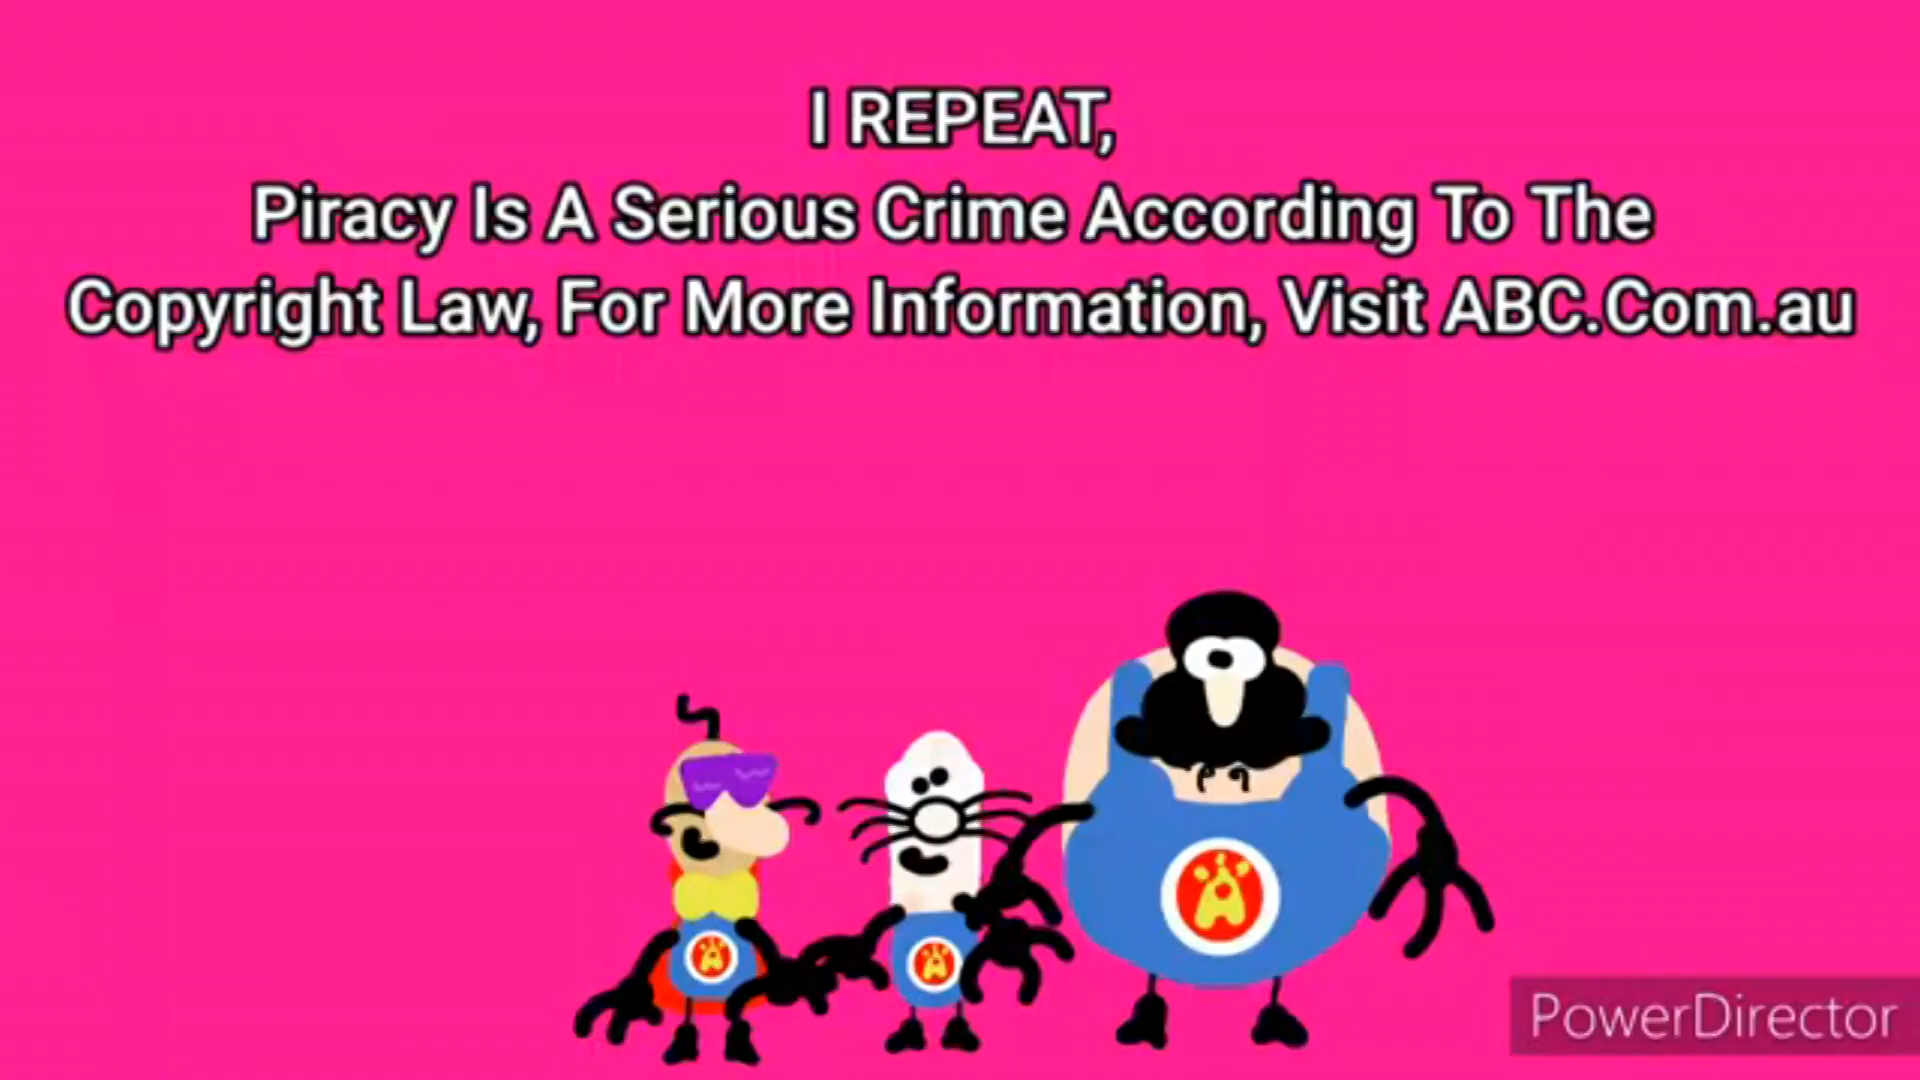 I REPEAT,
Piracy Is A Serious Crime According To The
Copyright Law, For More Information, Visit ABC.Com.au
A
A
A
PowerDirector